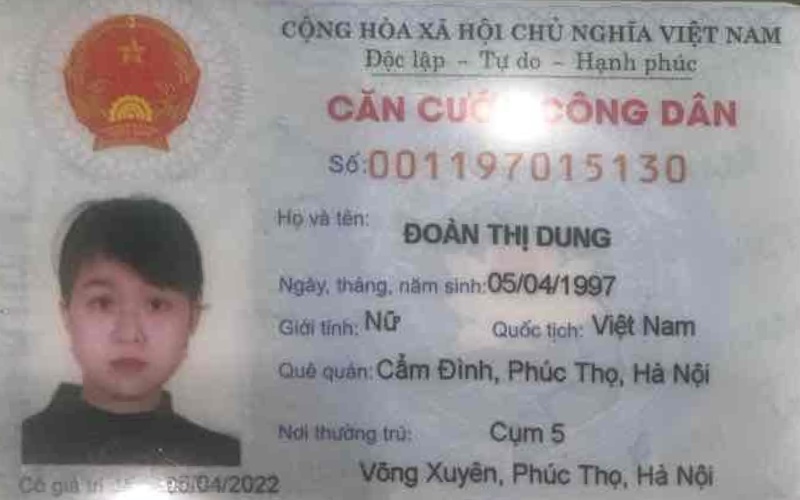 CỘNG HÒA XÃ HỘI CHỦ NGHĨA VIỆT NAM
Độc lập - Tự do - Hạnh phúc
CĂN CƯỚC CÔNG DÂN
Số: 001197015130
Họ và tên: ĐOÀN THỊ DUNG
Ngày, tháng, năm sinh: 05/04/1997
Giới tính: Nữ Quốc tịch: Việt Nam
Quê quán: Cẩm Đình, Phúc Thọ, Hà Nội
Nơi thường trú: Cụm 5
Võng Xuyên, Phúc Thọ, Hà Nội
Có giá trị 05/04/2022